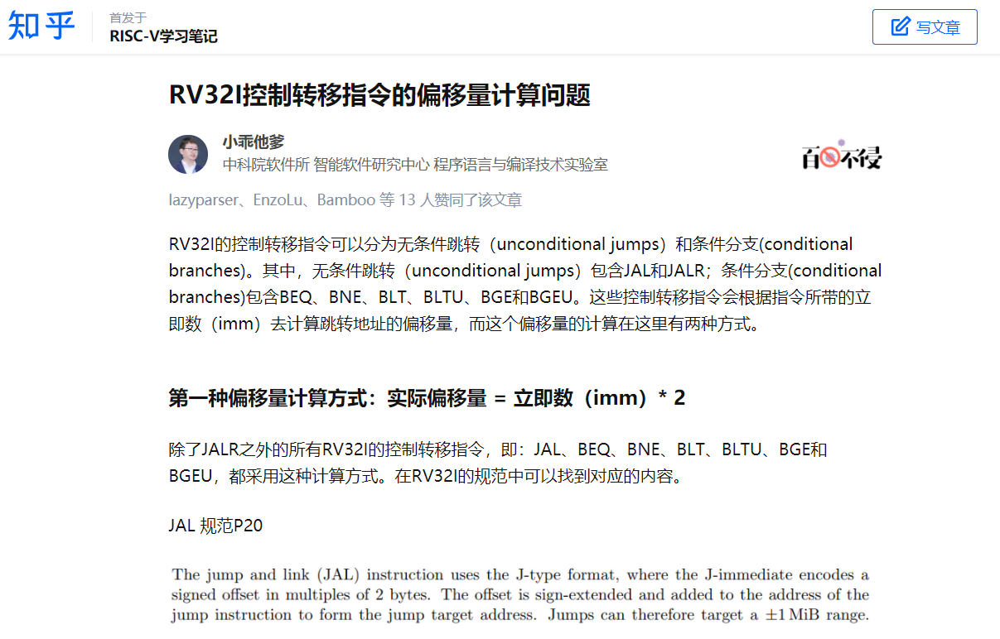 知乎
首发于
RISC-V学习笔记
写文章
RV32I控制转移指令的偏移量计算问题
小乖他爹
中科院软件所 智能软件研究中心 程序语言与编译技术实验室
百不侵
lazyparser、EnzoLu、Bamboo 等 13 人赞同了该文章
RV32I的控制转移指令可以分为无条件跳转（unconditional jumps）和条件分支(conditional
branches)。其中，无条件跳转（unconditional jumps）包含JAL和JALR；条件分支(conditional
branches)包含BEQ、BNE、BLT、BLTU、BGE和BGEU。这些控制转移指令会根据指令所带的立
即数（imm）去计算跳转地址的偏移量，而这个偏移量的计算在这里有两种方式。
第一种偏移量计算方式：实际偏移量 = 立即数（imm）* 2
除了JALR之外的所有RV32I的控制转移指令，即：JAL、BEQ、BNE、BLT、BLTU、BGE和
BGEU，都采用这种计算方式。在RV32I的规范中可以找到对应的内容。
JAL 规范P20
The jump and link (JAL) instruction uses the J-type format, where the J-immediate encodes a
signed offset in multiples of 2 bytes. The offset is sign-extended and added to the address of the
jump instruction to form the jump target address. Jumps can therefore target a ±1 MiB range.